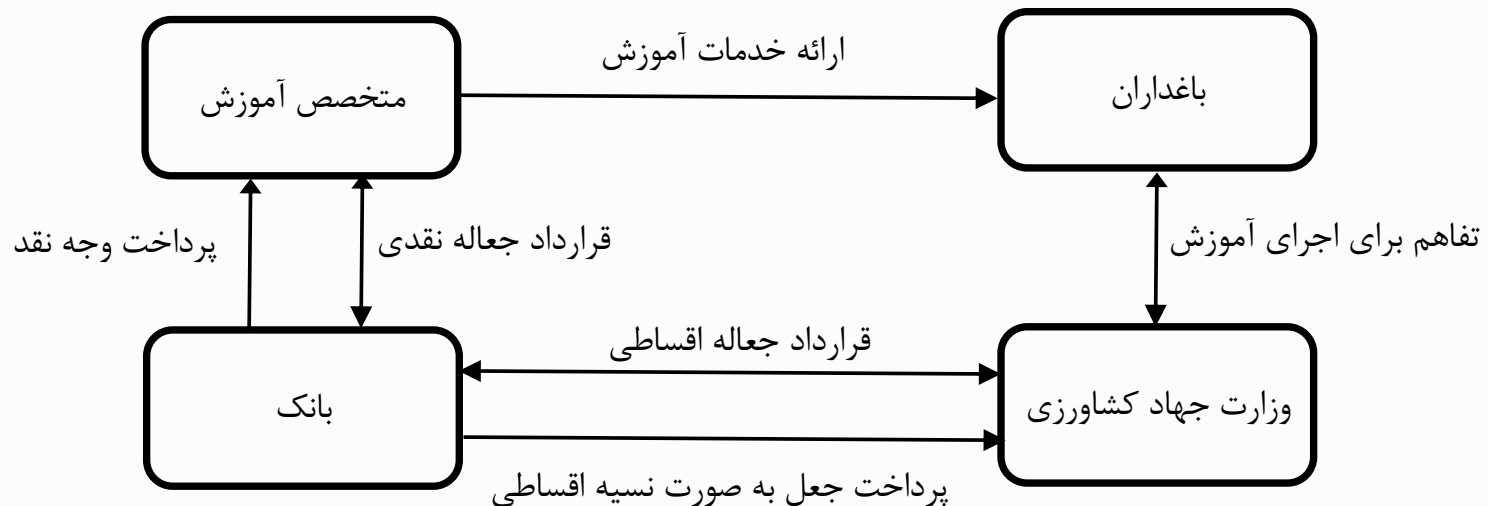 ارائه خدمات آموزش
باغداران
متخصص آموزش
تفاهم برای اجرای آموزش
قرارداد جعاله نقدی
پرداخت وجه نقد
قرارداد جعاله اقساطی
وزارت جهاد کشاورزی
بانک
پرداخت جعل به صورت نسیه اقساطی